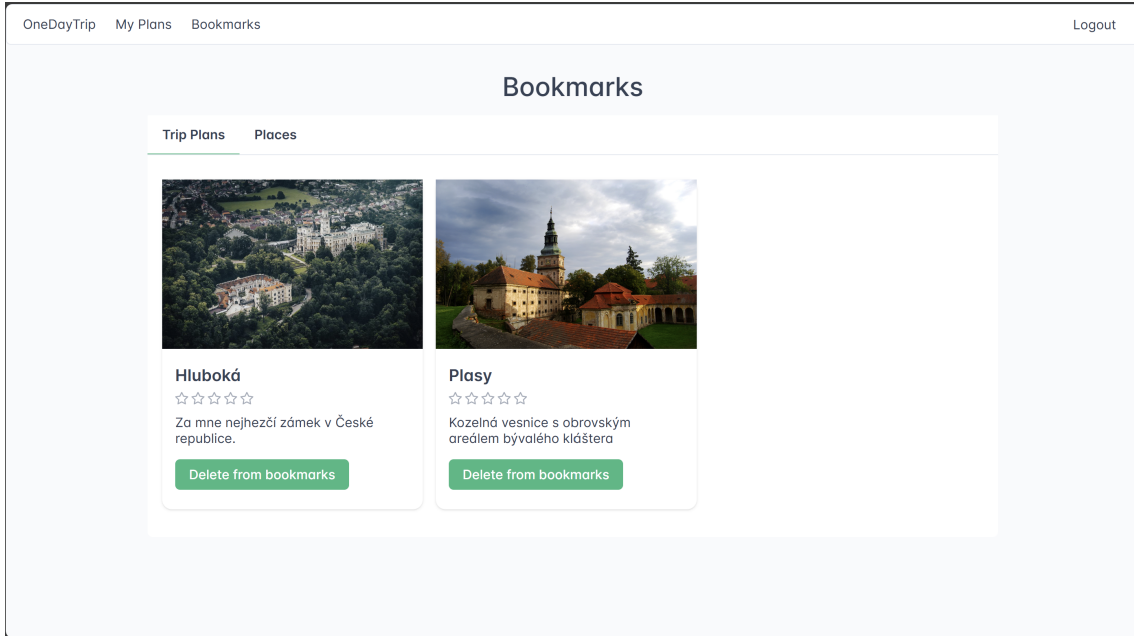 OneDayTrip My Plans Bookmarks Logout
Bookmarks
Trip Plans Places
Hluboká
Za mne nejhezčí zámek v České
republice.
Delete from bookmarks
Plasy
Kozelná vesnice s obrovským
areálem bývalého kláštera
Delete from bookmarks